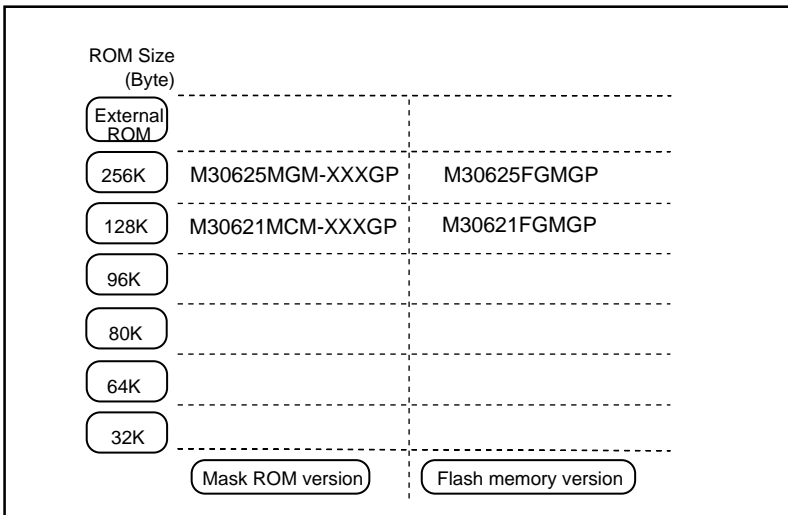 ROM Size
(Byte)
External
ROM
256K M30625MGM-XXXGP M30625FGMGP
128K M30621MCM-XXXGP M30621FGMGP
96K
80K
64K
32K
Mask ROM version Flash memory version